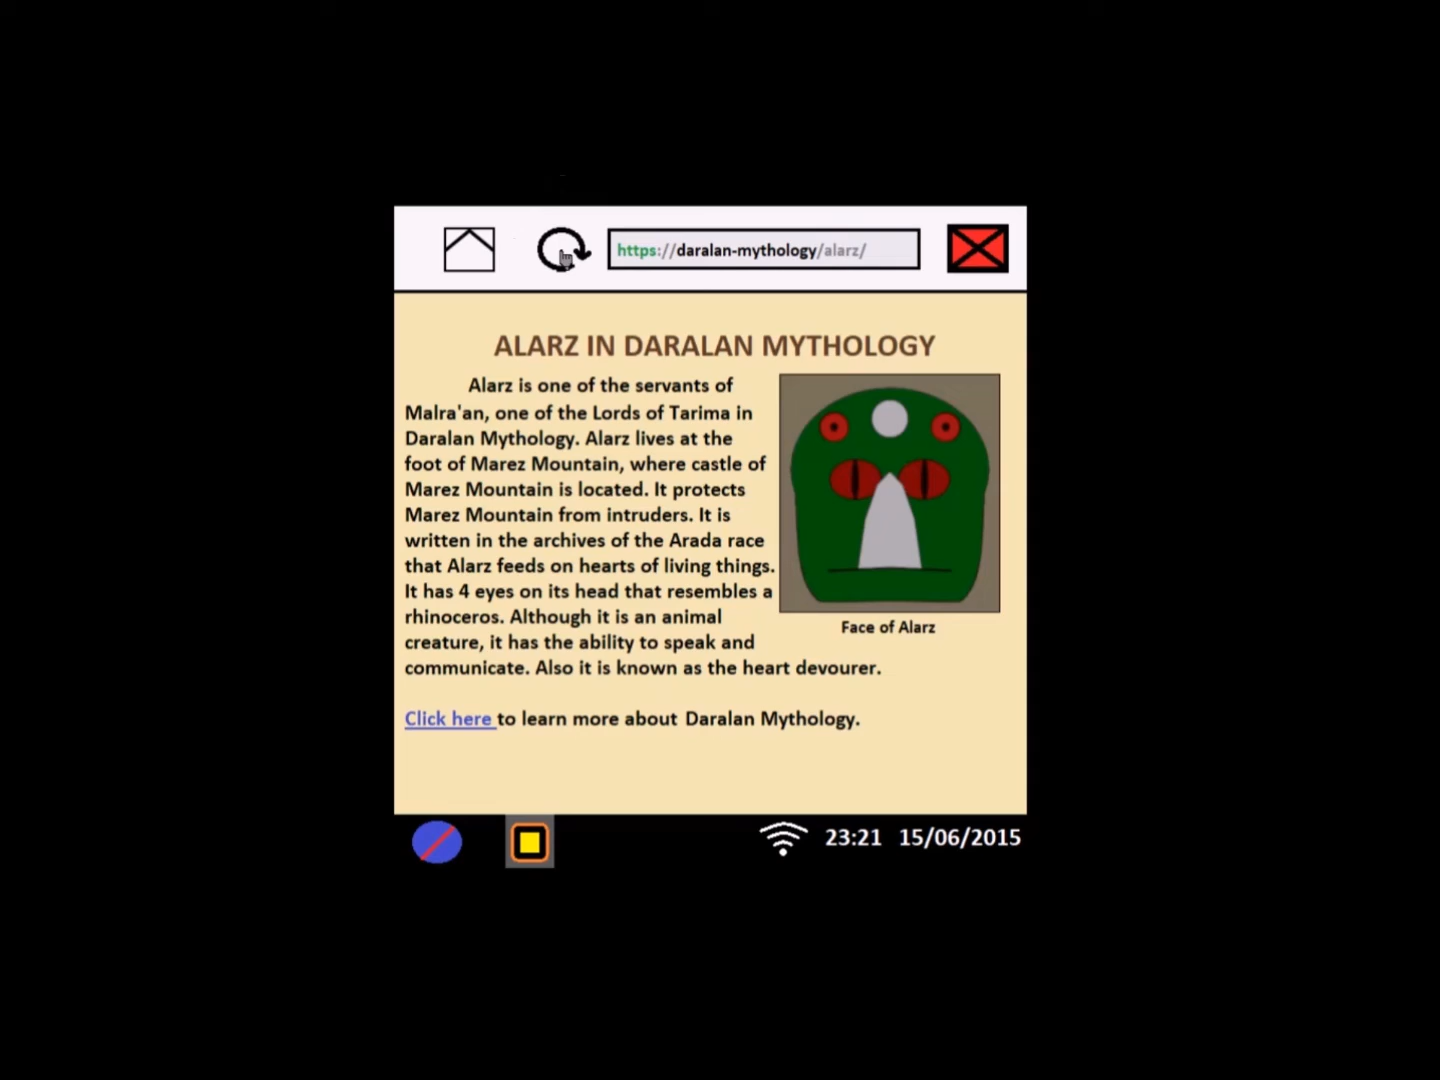 https://daralan-mythology/alarz/
ALARZ IN DARALAN MYTHOLOGY
Alarz is one of the servants of
Malra'an, one of the Lords of Tarima in
Daralan Mythology. Alarz lives at the
foot of Marez Mountain, where castle of
Marez Mountain is located. It protects
Marez Mountain from intruders. It is
written in the archives of the Arada race
that Alarz feeds on hearts of living things.
It has 4 eyes on its head that resembles a
rhinoceros. Although it is an animal
creature, it has the ability to speak and
communicate. Also it is known as the heart devourer.
Face of Alarz
Click here to learn more about Daralan Mythology.
23:21 15/06/2015